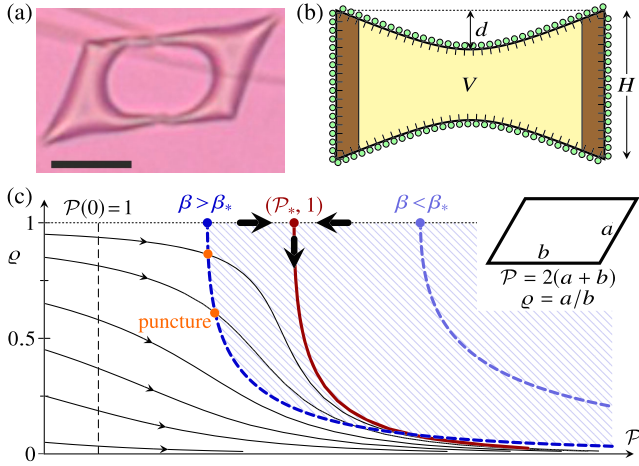 (a)
(b)
d
V
H
(c)
𝒫(0) = 1
β > β*
(𝒫*, 1)
β < β*
1
ϱ
0.5
0
puncture
a
b
𝒫 = 2(a + b)
ϱ = a/b
𝒫